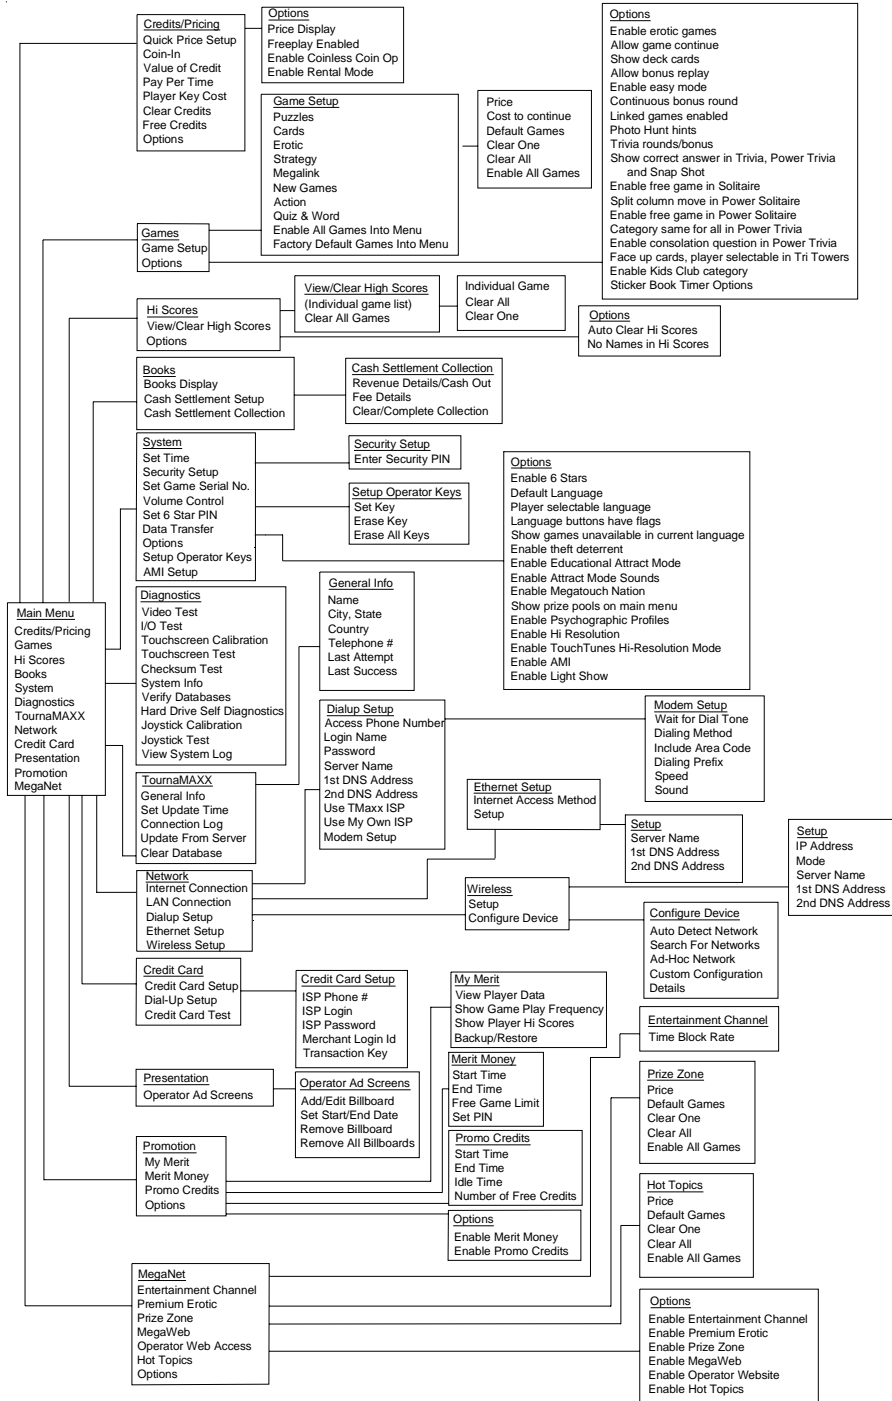 Credits/Pricing
Quick Price Setup
Coin-In
Value of Credit
Pay Per Time
Player Key Cost
Clear Credits
Free Credits
Options
Options
Price Display
Freeplay Enabled
Enable Coinless Coin Op
Enable Rental Mode
Game Setup
Puzzles
Cards
Erotic
Strategy
Megalink
New Games
Action
Quiz & Word
Enable All Games Into Menu
Factory Default Games Into Menu
Price
Cost to continue
Default Games
Clear One
Clear All
Enable All Games
Options
Enable erotic games
Allow game continue
Show deck cards
Allow bonus replay
Enable easy mode
Continuous bonus round
Linked games enabled
Photo Hunt hints
Trivia rounds/bonus
Show correct answer in Trivia, Power Trivia
and Snap Shot
Enable free game in Solitaire
Split column move in Power Solitaire
Enable free game in Power Solitaire
Category same for all in Power Trivia
Enable consolation question in Power Trivia
Face up cards, player selectable in Tri Towers
Enable Kids Club category
Sticker Book Timer Options
Games
Game Setup
Options
Hi Scores
View/Clear High Scores
Options
View/Clear High Scores
(Individual game list)
Clear All Games
Individual Game
Clear All
Clear One
Options
Auto Clear Hi Scores
No Names in Hi Scores
Books
Books Display
Cash Settlement Setup
Cash Settlement Collection
Cash Settlement Collection
Revenue Details/Cash Out
Fee Details
Clear/Complete Collection
System
Set Time
Security Setup
Set Game Serial No.
Volume Control
Set 6 Star PIN
Data Transfer
Options
Setup Operator Keys
AMI Setup
Security Setup
Enter Security PIN
Setup Operator Keys
Set Key
Erase Key
Erase All Keys
Options
Enable 6 Stars
Default Language
Player selectable language
Language buttons have flags
Show games unavailable in current language
Enable theft deterrent
Enable Educational Attract Mode
Enable Attract Mode Sounds
Enable Megatouch Nation
Show prize pools on main menu
Enable Psychographic Profiles
Enable Hi Resolution
Enable TouchTunes Hi-Resolution Mode
Enable AMI
Enable Light Show
Main Menu
Credits/Pricing
Games
Hi Scores
Books
System
Diagnostics
TournaMAXX
Network
Credit Card
Presentation
Promotion
MegaNet
Diagnostics
Video Test
I/O Test
Touchscreen Calibration
Touchscreen Test
Checksum Test
System Info
Verify Databases
Hard Drive Self Diagnostics
Joystick Calibration
Joystick Test
View System Log
General Info
Name
City, State
Country
Telephone #
Last Attempt
Last Success
TournaMAXX
General Info
Set Update Time
Connection Log
Update From Server
Clear Database
Dialup Setup
Access Phone Number
Login Name
Password
Server Name
1st DNS Address
2nd DNS Address
Use TMaxx ISP
Use My Own ISP
Modem Setup
Modem Setup
Wait for Dial Tone
Dialing Method
Include Area Code
Dialing Prefix
Speed
Sound
Ethernet Setup
Internet Access Method
Setup
Setup
Server Name
1st DNS Address
2nd DNS Address
Setup
IP Address
Mode
Server Name
1st DNS Address
2nd DNS Address
Network
Internet Connection
LAN Connection
Dialup Setup
Ethernet Setup
Wireless Setup
Wireless
Setup
Configure Device
Configure Device
Auto Detect Network
Search For Networks
Ad-Hoc Network
Custom Configuration
Details
Credit Card
Credit Card Setup
Dial-Up Setup
Credit Card Test
Credit Card Setup
ISP Phone #
ISP Login
ISP Password
Merchant Login Id
Transaction Key
My Merit
View Player Data
Show Game Play Frequency
Show Player Hi Scores
Backup/Restore
Entertainment Channel
Time Block Rate
Presentation
Operator Ad Screens
Operator Ad Screens
Add/Edit Billboard
Set Start/End Date
Remove Billboard
Remove All Billboards
Merit Money
Start Time
End Time
Free Game Limit
Set PIN
Prize Zone
Price
Default Games
Clear One
Clear All
Enable All Games
Promotion
My Merit
Merit Money
Promo Credits
Options
Promo Credits
Start Time
End Time
Idle Time
Number of Free Credits
Options
Enable Merit Money
Enable Promo Credits
Hot Topics
Price
Default Games
Clear One
Clear All
Enable All Games
MegaNet
Entertainment Channel
Premium Erotic
Prize Zone
MegaWeb
Operator Web Access
Hot Topics
Options
Options
Enable Entertainment Channel
Enable Premium Erotic
Enable Prize Zone
Enable MegaWeb
Enable Operator Website
Enable Hot Topics